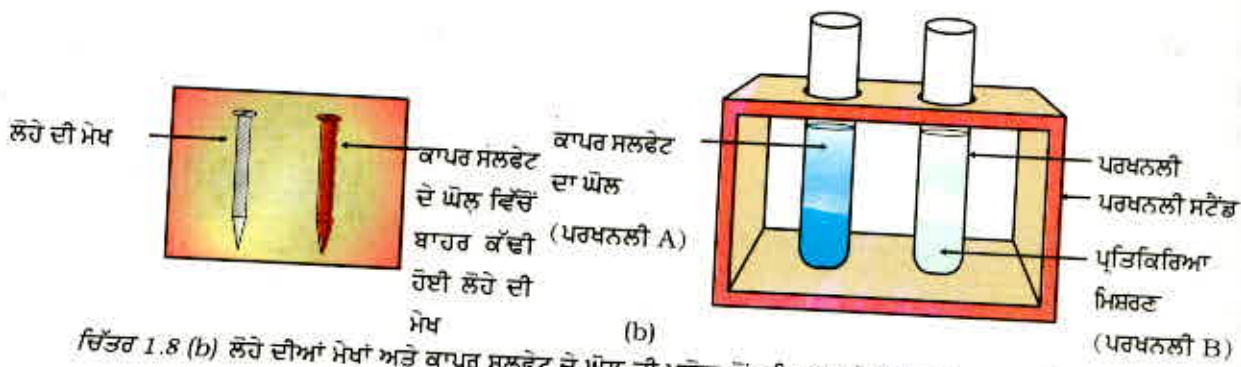 ਲੋਹੇ ਦੀ ਮੇਖ
ਕਾਪਰ ਸਲਫੇਟ
ਦੇ ਘੋਲ ਵਿੱਚੋਂ
ਬਾਹਰ ਕੱਢੀ
ਹੋਈ ਲੋਹੇ ਦੀ
ਮੇਖ
ਕਾਪਰ ਸਲਫੇਟ
ਦਾ ਘੋਲ
(ਪਰਖਨਲੀ A)
ਪਰਖਨਲੀ
ਪਰਖਨਲੀ ਸਟੈਂਡ
ਪ੍ਰਤਿਕਿਰਿਆ
ਮਿਸ਼ਰਣ
(ਪਰਖਨਲੀ B)
(b)
ਚਿੱਤਰ 1.8 (b) ਲੋਹੇ ਦੀਆਂ ਮੇਖਾਂ ਅਤੇ ਕਾਪਰ ਸਲਫੇਟ ਦੇ ਘੋਲ ਦੀ